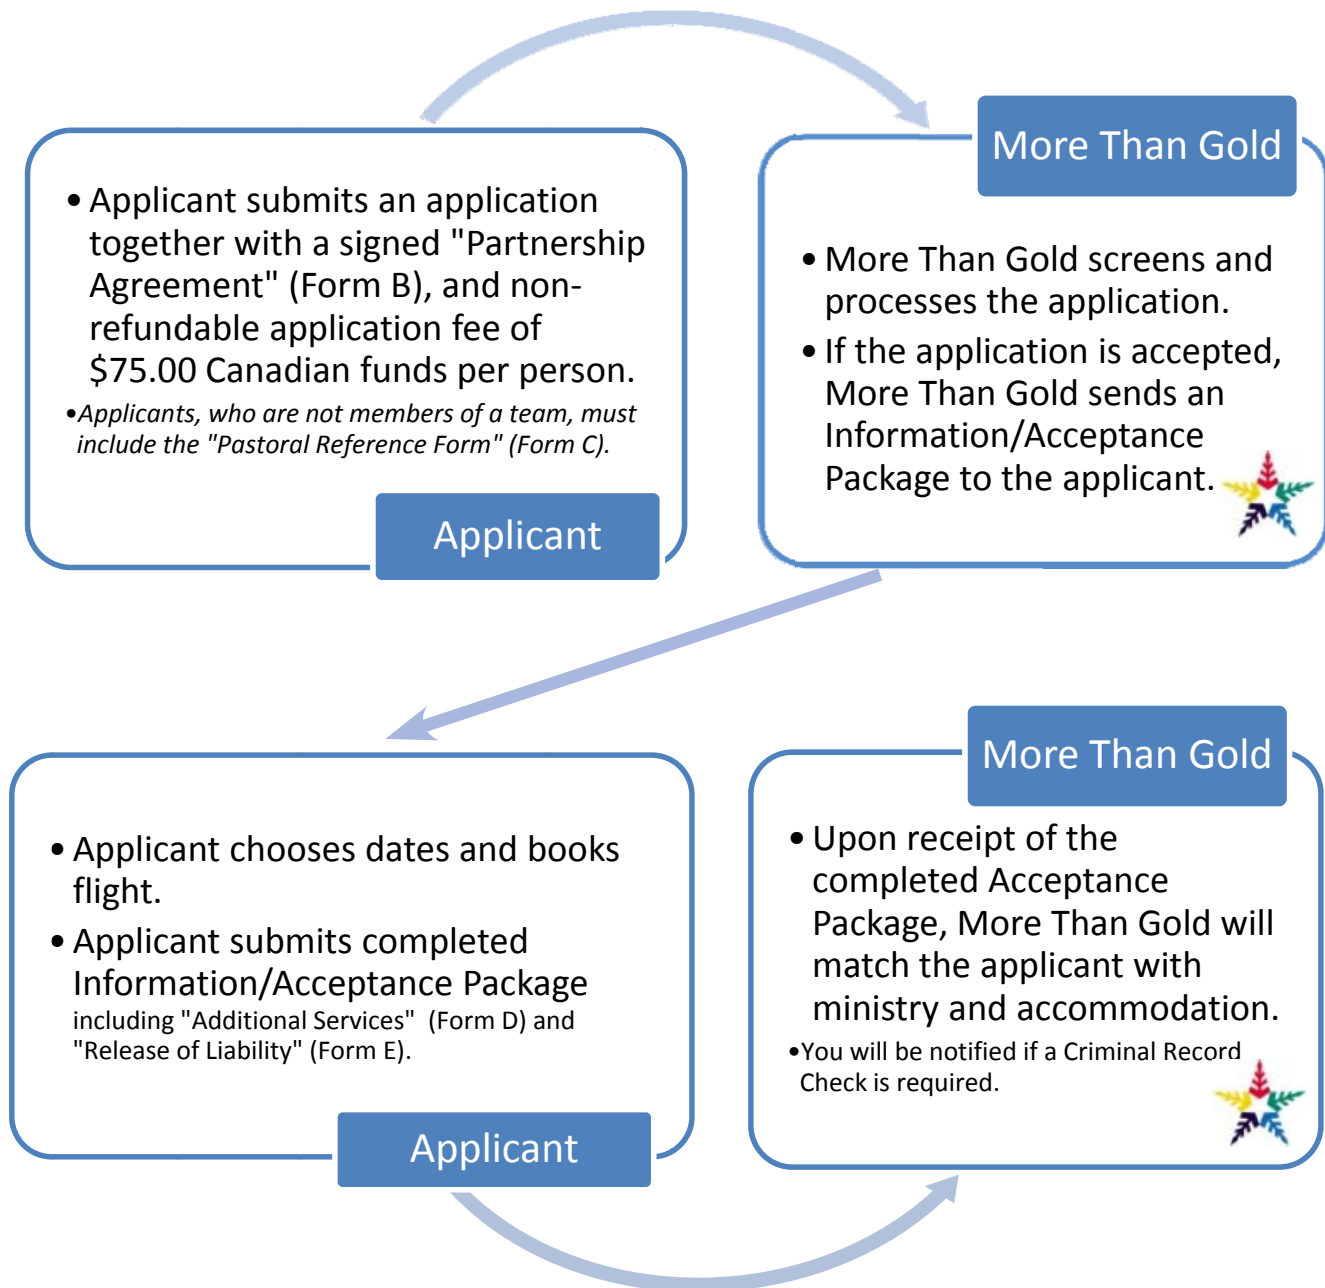 • Applicant submits an application
together with a signed "Partnership
Agreement" (Form B), and non-
refundable application fee of
$75.00 Canadian funds per person.
•Applicants, who are not members of a team, must
include the "Pastoral Reference Form" (Form C).
Applicant
More Than Gold
• More Than Gold screens and
processes the application.
• If the application is accepted,
More Than Gold sends an
Information/Acceptance
Package to the applicant.
• Applicant chooses dates and books
flight.
• Applicant submits completed
Information/Acceptance Package
including "Additional Services" (Form D) and
"Release of Liability" (Form E).
Applicant
More Than Gold
• Upon receipt of the
completed Acceptance
Package, More Than Gold will
match the applicant with
ministry and accommodation.
•You will be notified if a Criminal Record
Check is required.